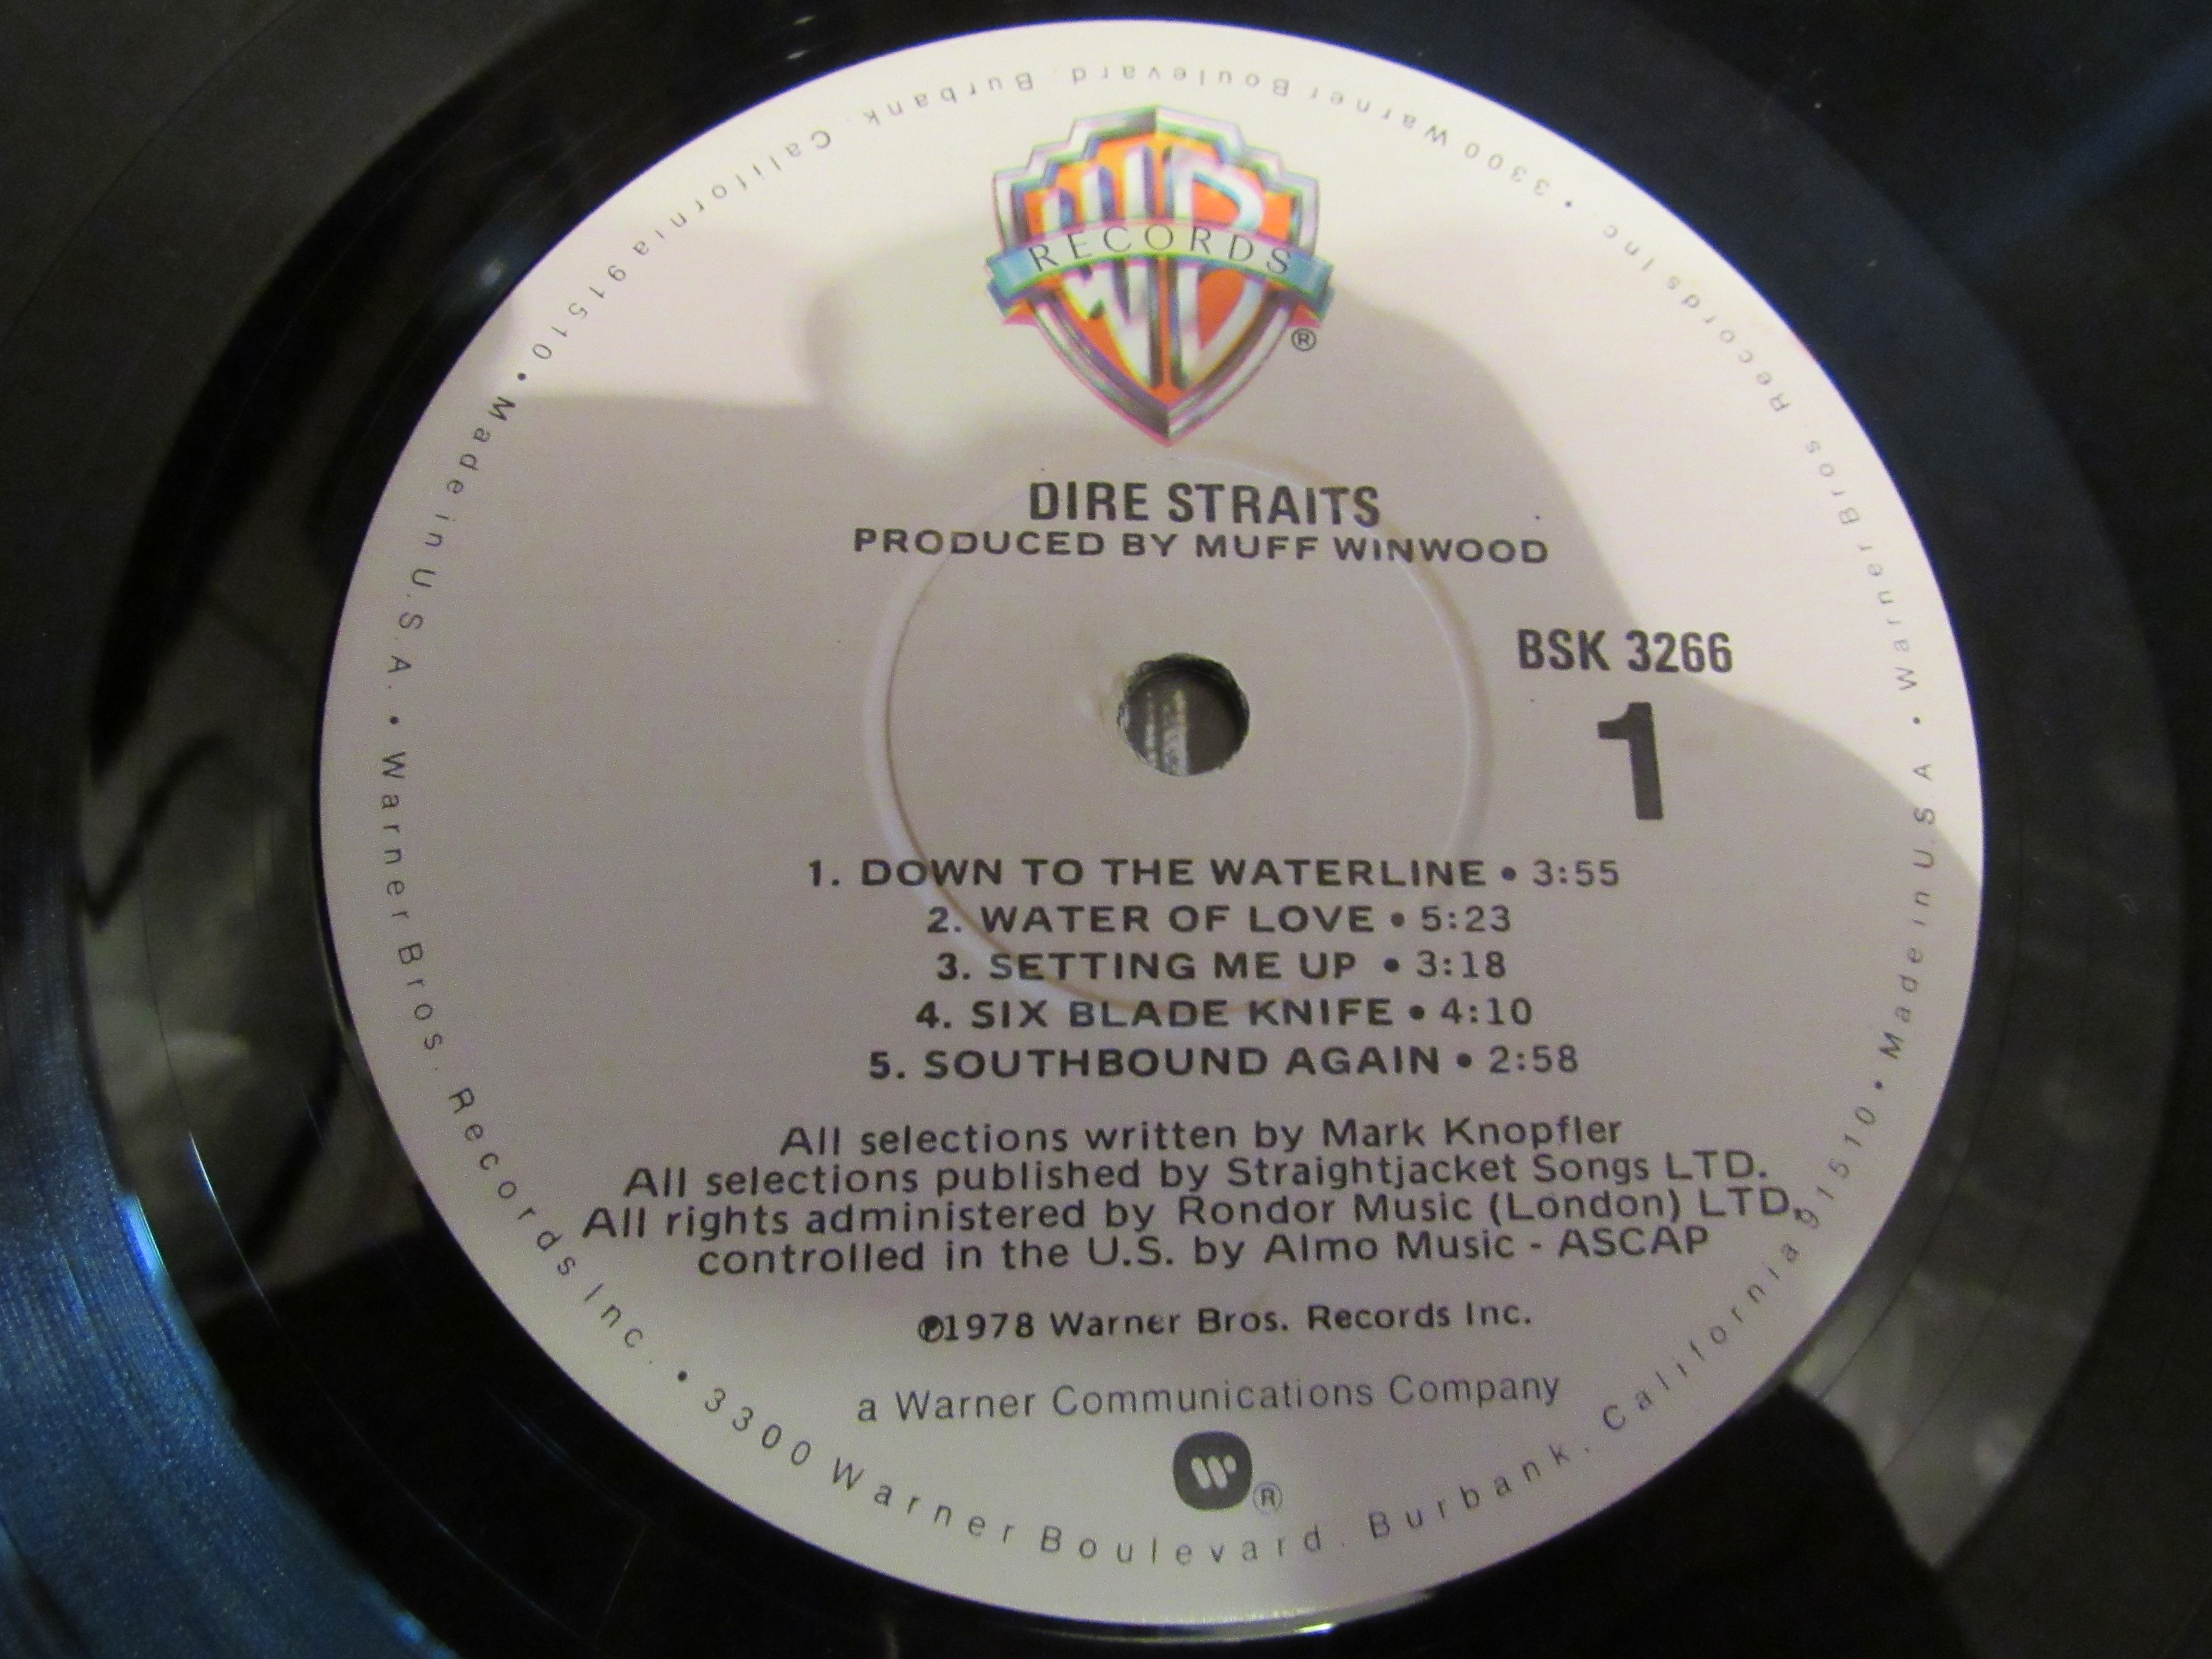 WB
RECORDS
®
DIRE STRAITS
PRODUCED BY MUFF WINWOOD
BSK 3266
1
1. DOWN TO THE WATERLINE • 3:55
2. WATER OF LOVE • 5:23
3. SETTING ME UP • 3:18
4. SIX BLADE KNIFE • 4:10
5. SOUTHBOUND AGAIN • 2:58
All selections written by Mark Knopfler
All selections published by Straightjacket Songs LTD.
All rights administered by Rondor Music (London) LTD,
controlled in the U.S. by Almo Music - ASCAP
℗1978 Warner Bros. Records Inc.
a Warner Communications Company
W ®
• Warner Bros. Records Inc. • 3300 Warner Boulevard. Burbank. California 91510 • Made in U.S.A. • Warner Bros. Records Inc. • 3300 Warner Boulevard. Burbank. California 91510 • Made in U.S.A.